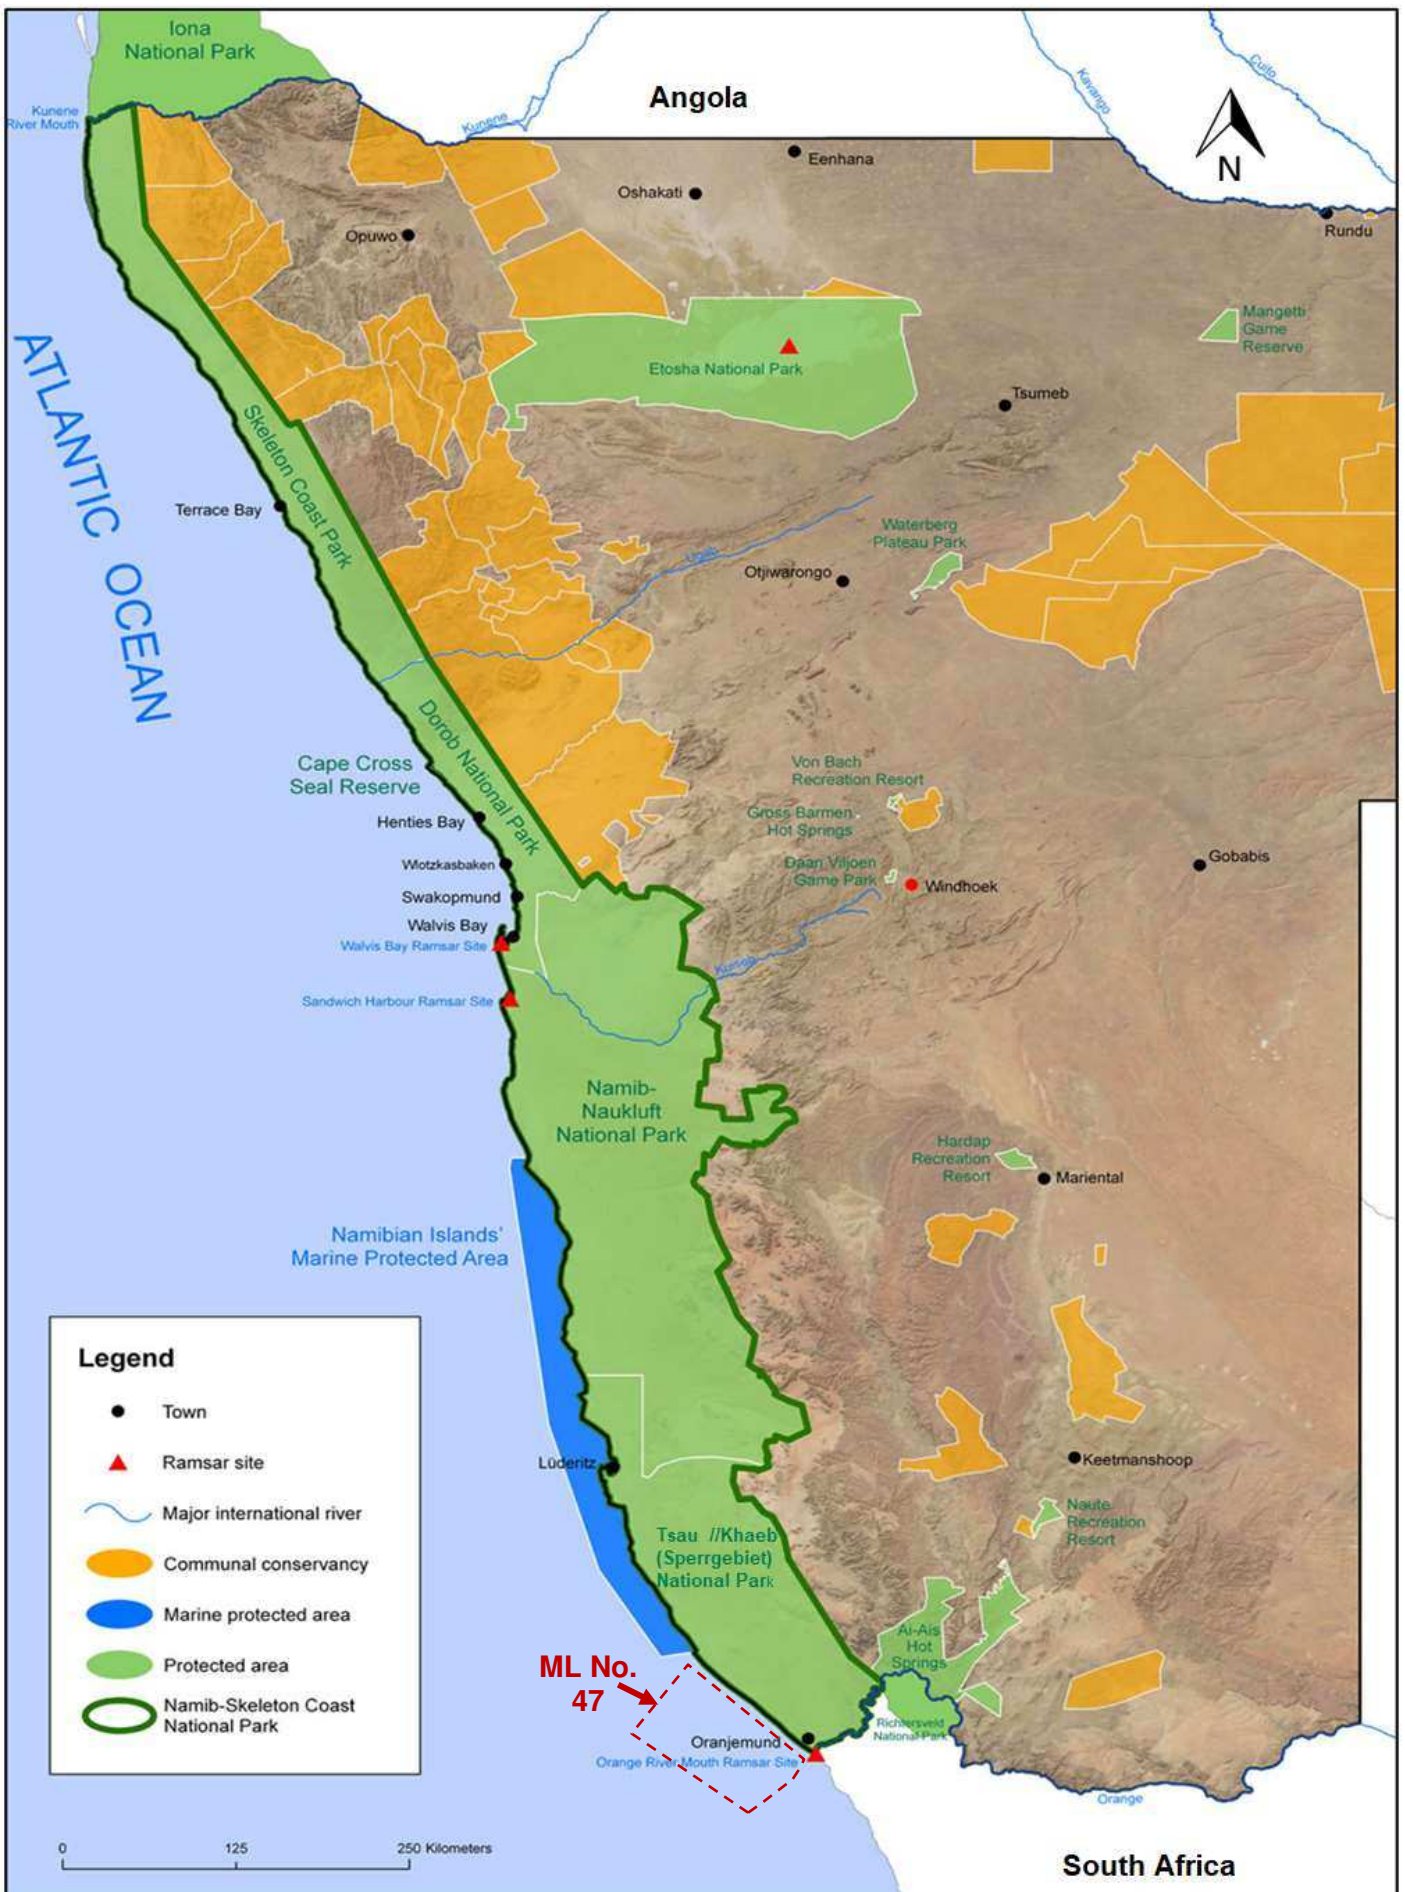 Iona
National Park
Angola
Kunene
River Mouth
Kunene
Kavango
Cuito
N
Eenhana
Oshakati
Opuwo
Rundu
Mangetti
Game
Reserve
Etosha National Park
Tsumeb
ATLANTIC OCEAN
Skeleton Coast Park
Terrace Bay
Ugab
Waterberg
Plateau Park
Otjiwarongo
Dorob National Park
Cape Cross
Seal Reserve
Von Bach
Recreation Resort
Gross Barmen
Hot Springs
Henties Bay
Wlotzkasbaken
Daan Viljoen
Game Park
Windhoek
Gobabis
Swakopmund
Walvis Bay
Walvis Bay Ramsar Site
Kuiseb
Sandwich Harbour Ramsar Site
Namib-
Naukluft
National Park
Hardap
Recreation
Resort
Mariental
Namibian Islands'
Marine Protected Area
Legend
Town
Ramsar site
Major international river
Communal conservancy
Marine protected area
Protected area
Namib-Skeleton Coast
National Park
Lüderitz
Keetmanshoop
Naute
Recreation
Resort
Tsau //Khaeb
(Sperrgebiet)
National Park
Ai-Ais
Hot
Springs
ML No.
47
Richtersveld
National Park
Oranjemund
Orange River Mouth Ramsar Site
Orange
0 125 250 Kilometers
South Africa